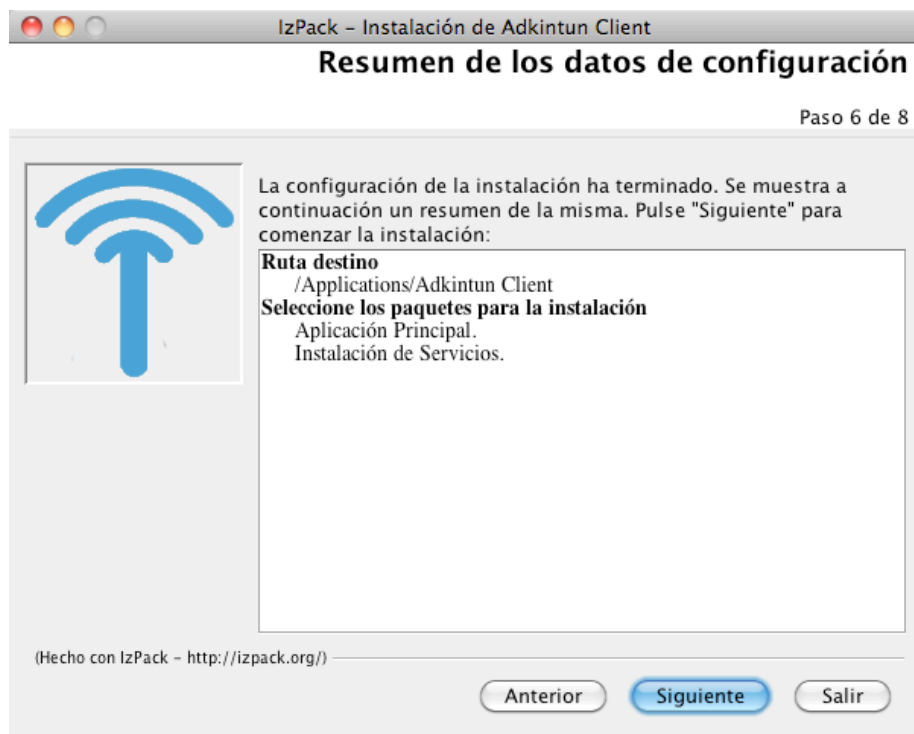 IzPack – Instalación de Adkintun Client
Resumen de los datos de configuración
Paso 6 de 8
La configuración de la instalación ha terminado. Se muestra a
continuación un resumen de la misma. Pulse "Siguiente" para
comenzar la instalación:
Ruta destino
/Applications/Adkintun Client
Seleccione los paquetes para la instalación
Aplicación Principal.
Instalación de Servicios.
(Hecho con IzPack – http://izpack.org/)
Anterior Siguiente Salir